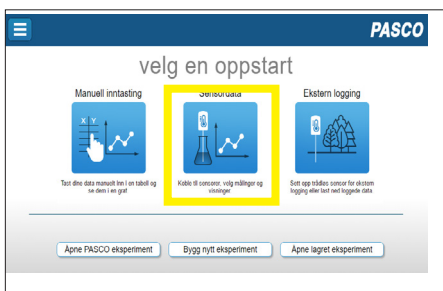 PASCO
velg en oppstart
Manuell inntasting
Sensordata
Ekstern logging
X Y
Tast dine data manuelt inn i en tabell og
se dem i en graf
Koble til sensorer, velg målinger og
visninger
Sett opp trådløs sensor for ekstern
logging eller last ned loggede data
Åpne PASCO eksperiment
Bygg nytt eksperiment
Åpne lagret eksperiment